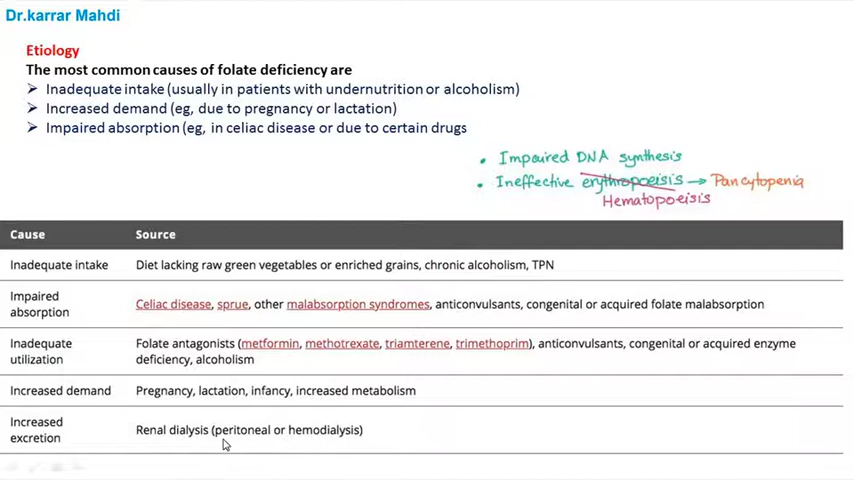 Dr.karrar Mahdi
Etiology
The most common causes of folate deficiency are
➢ Inadequate intake (usually in patients with undernutrition or alcoholism)
➢ Increased demand (eg, due to pregnancy or lactation)
➢ Impaired absorption (eg, in celiac disease or due to certain drugs
• Impaired DNA synthesis
• Ineffective erythropoeisis → Pancytopenia
Hematopoeisis
Cause Source
Inadequate intake Diet lacking raw green vegetables or enriched grains, chronic alcoholism, TPN
Impaired absorption Celiac disease, sprue, other malabsorption syndromes, anticonvulsants, congenital or acquired folate malabsorption
Inadequate utilization Folate antagonists (metformin, methotrexate, triamterene, trimethoprim), anticonvulsants, congenital or acquired enzyme
deficiency, alcoholism
Increased demand Pregnancy, lactation, infancy, increased metabolism
Increased excretion Renal dialysis (peritoneal or hemodialysis)